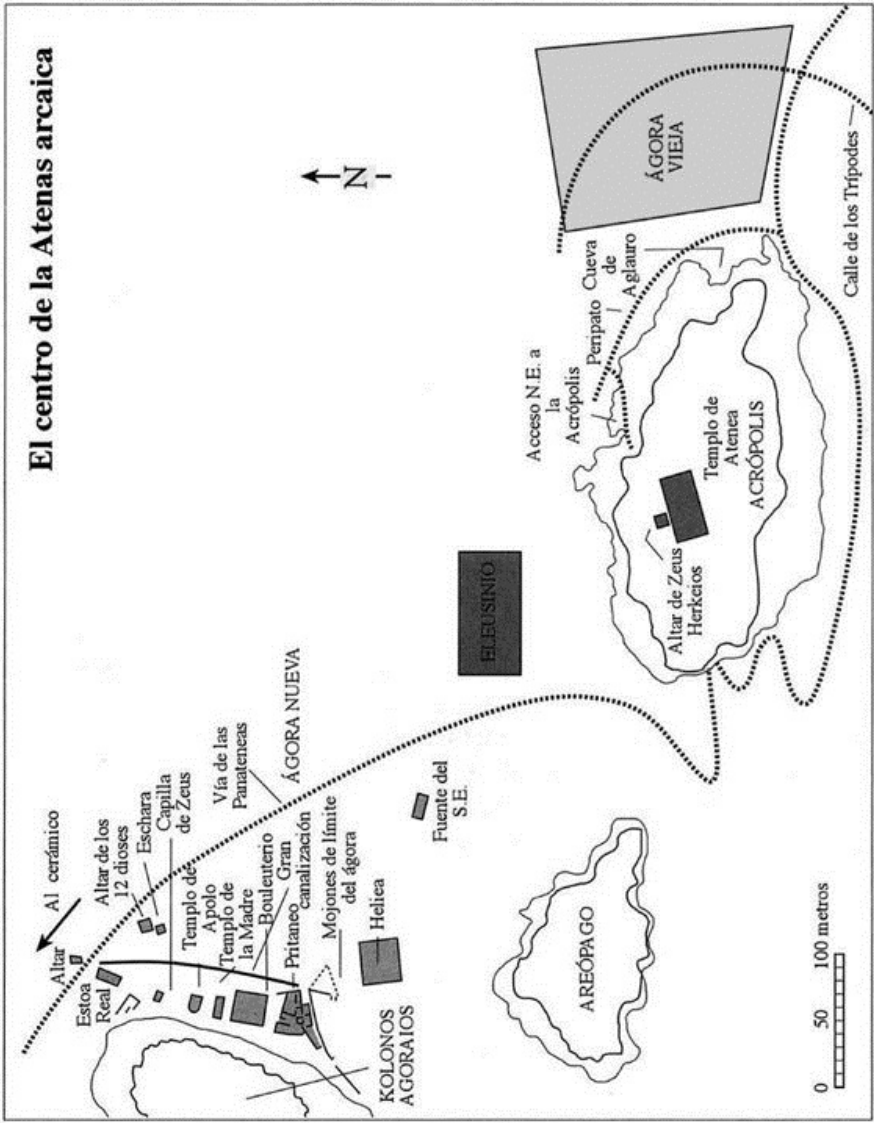 El centro de la Atenas arcaica
Al cerámico
Altar
Altar de los
12 dioses
Eschara
Capilla
de Zeus
Estoa
Real
Vía de las
Panateneas
ÁGORA NUEVA
Templo de
Apolo
Templo de
la Madre
Bouleuterio
Gran
canalización
Pritaneo
Mojones de límite
del ágora
Heliea
KOLONOS
AGORAIOS
Fuente del
S.E.
N
ELEUSINIO
Acceso N.E. a
la
Acrópolis
Peripato
Cueva
de
Aglauro
ÁGORA
VIEJA
Altar de Zeus
Herkeios
Templo de
Atenea
ACRÓPOLIS
AREÓPAGO
Calle de los Trípodes
0 50 100 metros